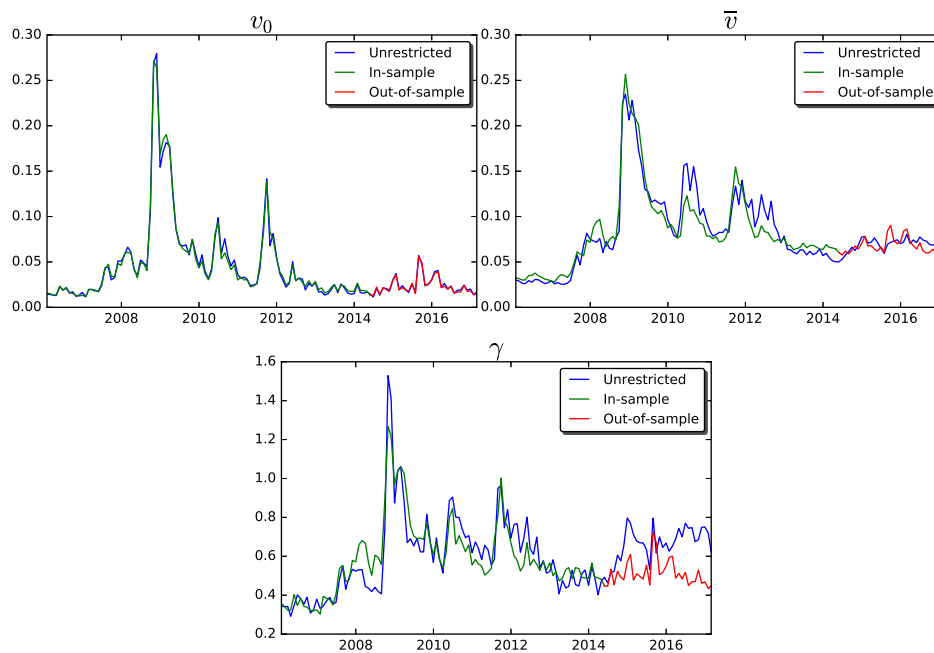 v₀
0.30
0.25
0.20
0.15
0.10
0.05
0.00
2008 2010 2012 2014 2016
Unrestricted
In-sample
Out-of-sample
v̅
0.30
0.25
0.20
0.15
0.10
0.05
0.00
2008 2010 2012 2014 2016
Unrestricted
In-sample
Out-of-sample
γ
1.6
1.4
1.2
1.0
0.8
0.6
0.4
0.2
2008 2010 2012 2014 2016
Unrestricted
In-sample
Out-of-sample